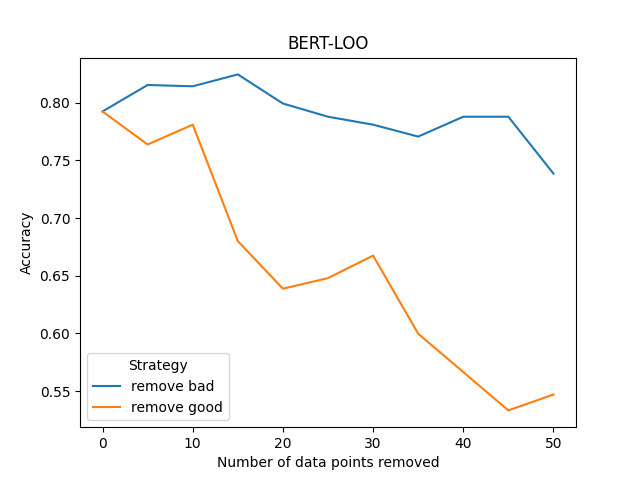 BERT-LOO
Accuracy
0.80
0.75
0.70
0.65
0.60
0.55
Strategy
remove bad
remove good
0 10 20 30 40 50
Number of data points removed